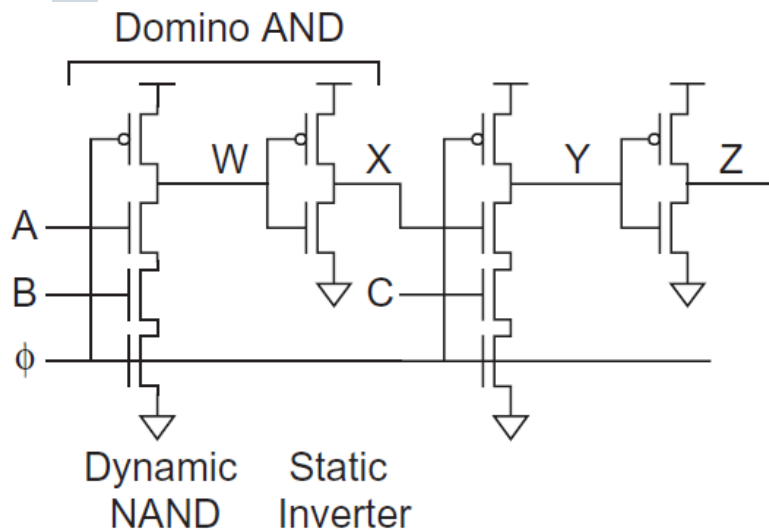 Domino AND
W
X
Y
Z
A
B
C
ϕ
Dynamic
NAND
Static
Inverter